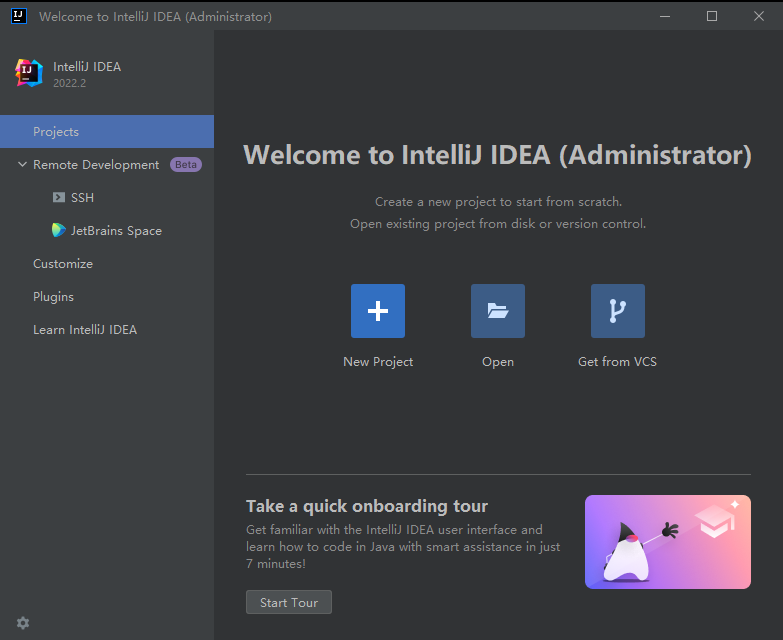 Welcome to IntelliJ IDEA (Administrator)
IJ
IntelliJ IDEA
2022.2
Projects
Remote Development Beta
SSH
JetBrains Space
Customize
Plugins
Learn IntelliJ IDEA
Welcome to IntelliJ IDEA (Administrator)
Create a new project to start from scratch.
Open existing project from disk or version control.
New Project
Open
Get from VCS
Take a quick onboarding tour
Get familiar with the IntelliJ IDEA user interface and
learn how to code in Java with smart assistance in just
7 minutes!
Start Tour